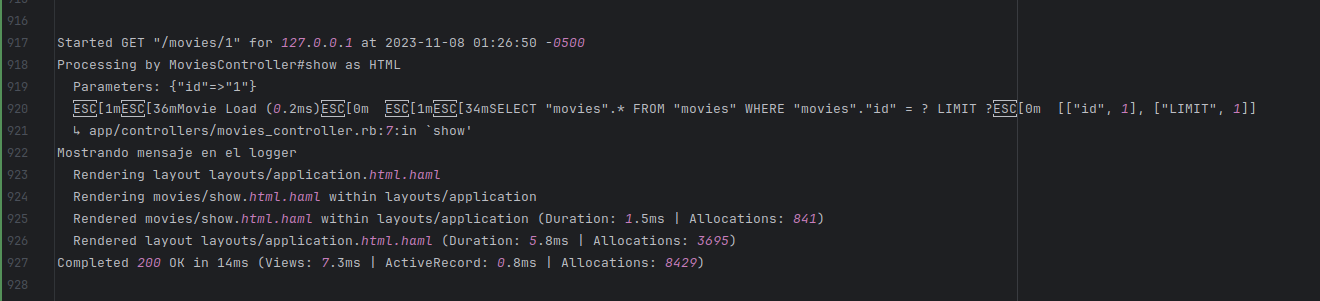 916
917 Started GET "/movies/1" for 127.0.0.1 at 2023-11-08 01:26:50 -0500
918 Processing by MoviesController#show as HTML
919   Parameters: {"id"=>"1"}
920   ESC[1mESC[36mMovie Load (0.2ms)ESC[0m  ESC[1mESC[34mSELECT "movies".* FROM "movies" WHERE "movies"."id" = ? LIMIT ?ESC[0m  [["id", 1], ["LIMIT", 1]]
921   ↳ app/controllers/movies_controller.rb:7:in `show'
922 Mostrando mensaje en el logger
923   Rendering layout layouts/application.html.haml
924   Rendering movies/show.html.haml within layouts/application
925   Rendered movies/show.html.haml within layouts/application (Duration: 1.5ms | Allocations: 841)
926   Rendered layout layouts/application.html.haml (Duration: 5.8ms | Allocations: 3695)
927 Completed 200 OK in 14ms (Views: 7.3ms | ActiveRecord: 0.8ms | Allocations: 8429)
928